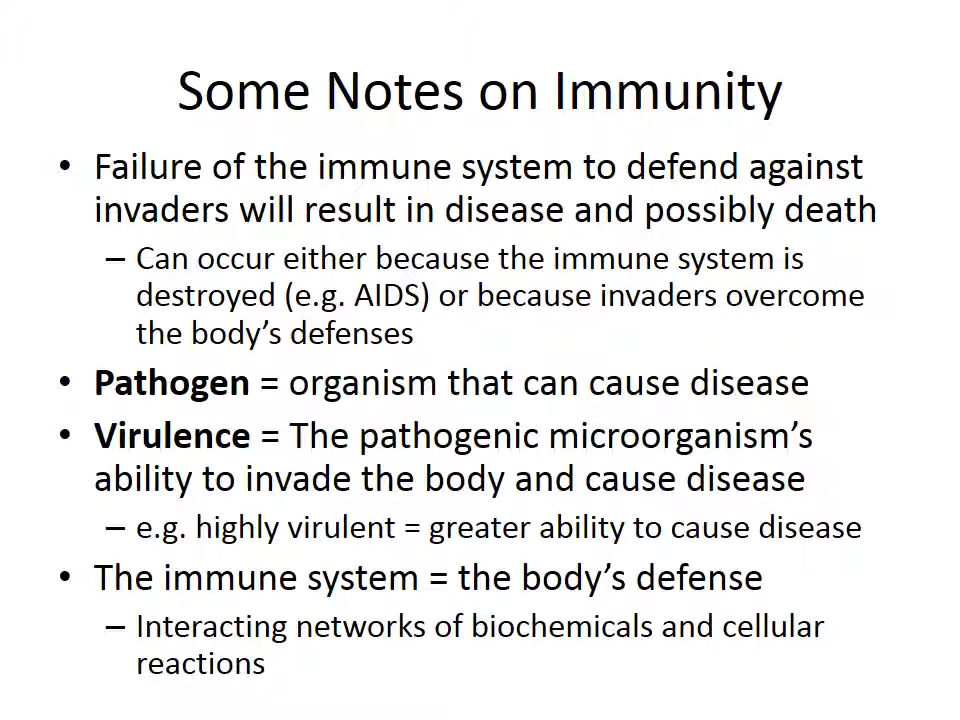 Some Notes on Immunity
• Failure of the immune system to defend against
invaders will result in disease and possibly death
– Can occur either because the immune system is
destroyed (e.g. AIDS) or because invaders overcome
the body’s defenses
• Pathogen = organism that can cause disease
• Virulence = The pathogenic microorganism’s
ability to invade the body and cause disease
– e.g. highly virulent = greater ability to cause disease
• The immune system = the body’s defense
– Interacting networks of biochemicals and cellular
reactions